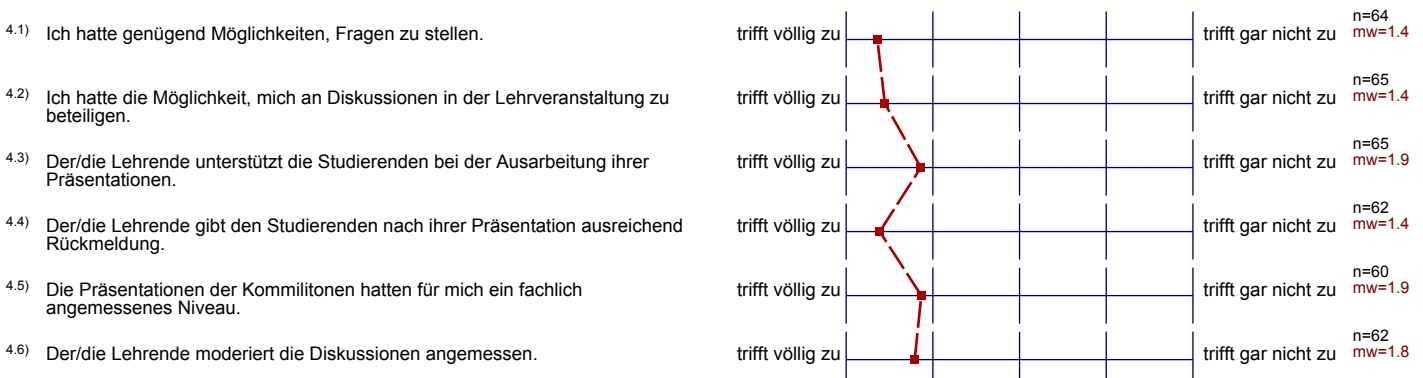 4.1) Ich hatte genügend Möglichkeiten, Fragen zu stellen. trifft völlig zu trifft gar nicht zu n=64
mw=1.4
4.2) Ich hatte die Möglichkeit, mich an Diskussionen in der Lehrveranstaltung zu
beteiligen. trifft völlig zu trifft gar nicht zu n=65
mw=1.4
4.3) Der/die Lehrende unterstützt die Studierenden bei der Ausarbeitung ihrer
Präsentationen. trifft völlig zu trifft gar nicht zu n=65
mw=1.9
4.4) Der/die Lehrende gibt den Studierenden nach ihrer Präsentation ausreichend
Rückmeldung. trifft völlig zu trifft gar nicht zu n=62
mw=1.4
4.5) Die Präsentationen der Kommilitonen hatten für mich ein fachlich
angemessenes Niveau. trifft völlig zu trifft gar nicht zu n=60
mw=1.9
4.6) Der/die Lehrende moderiert die Diskussionen angemessen. trifft völlig zu trifft gar nicht zu n=62
mw=1.8